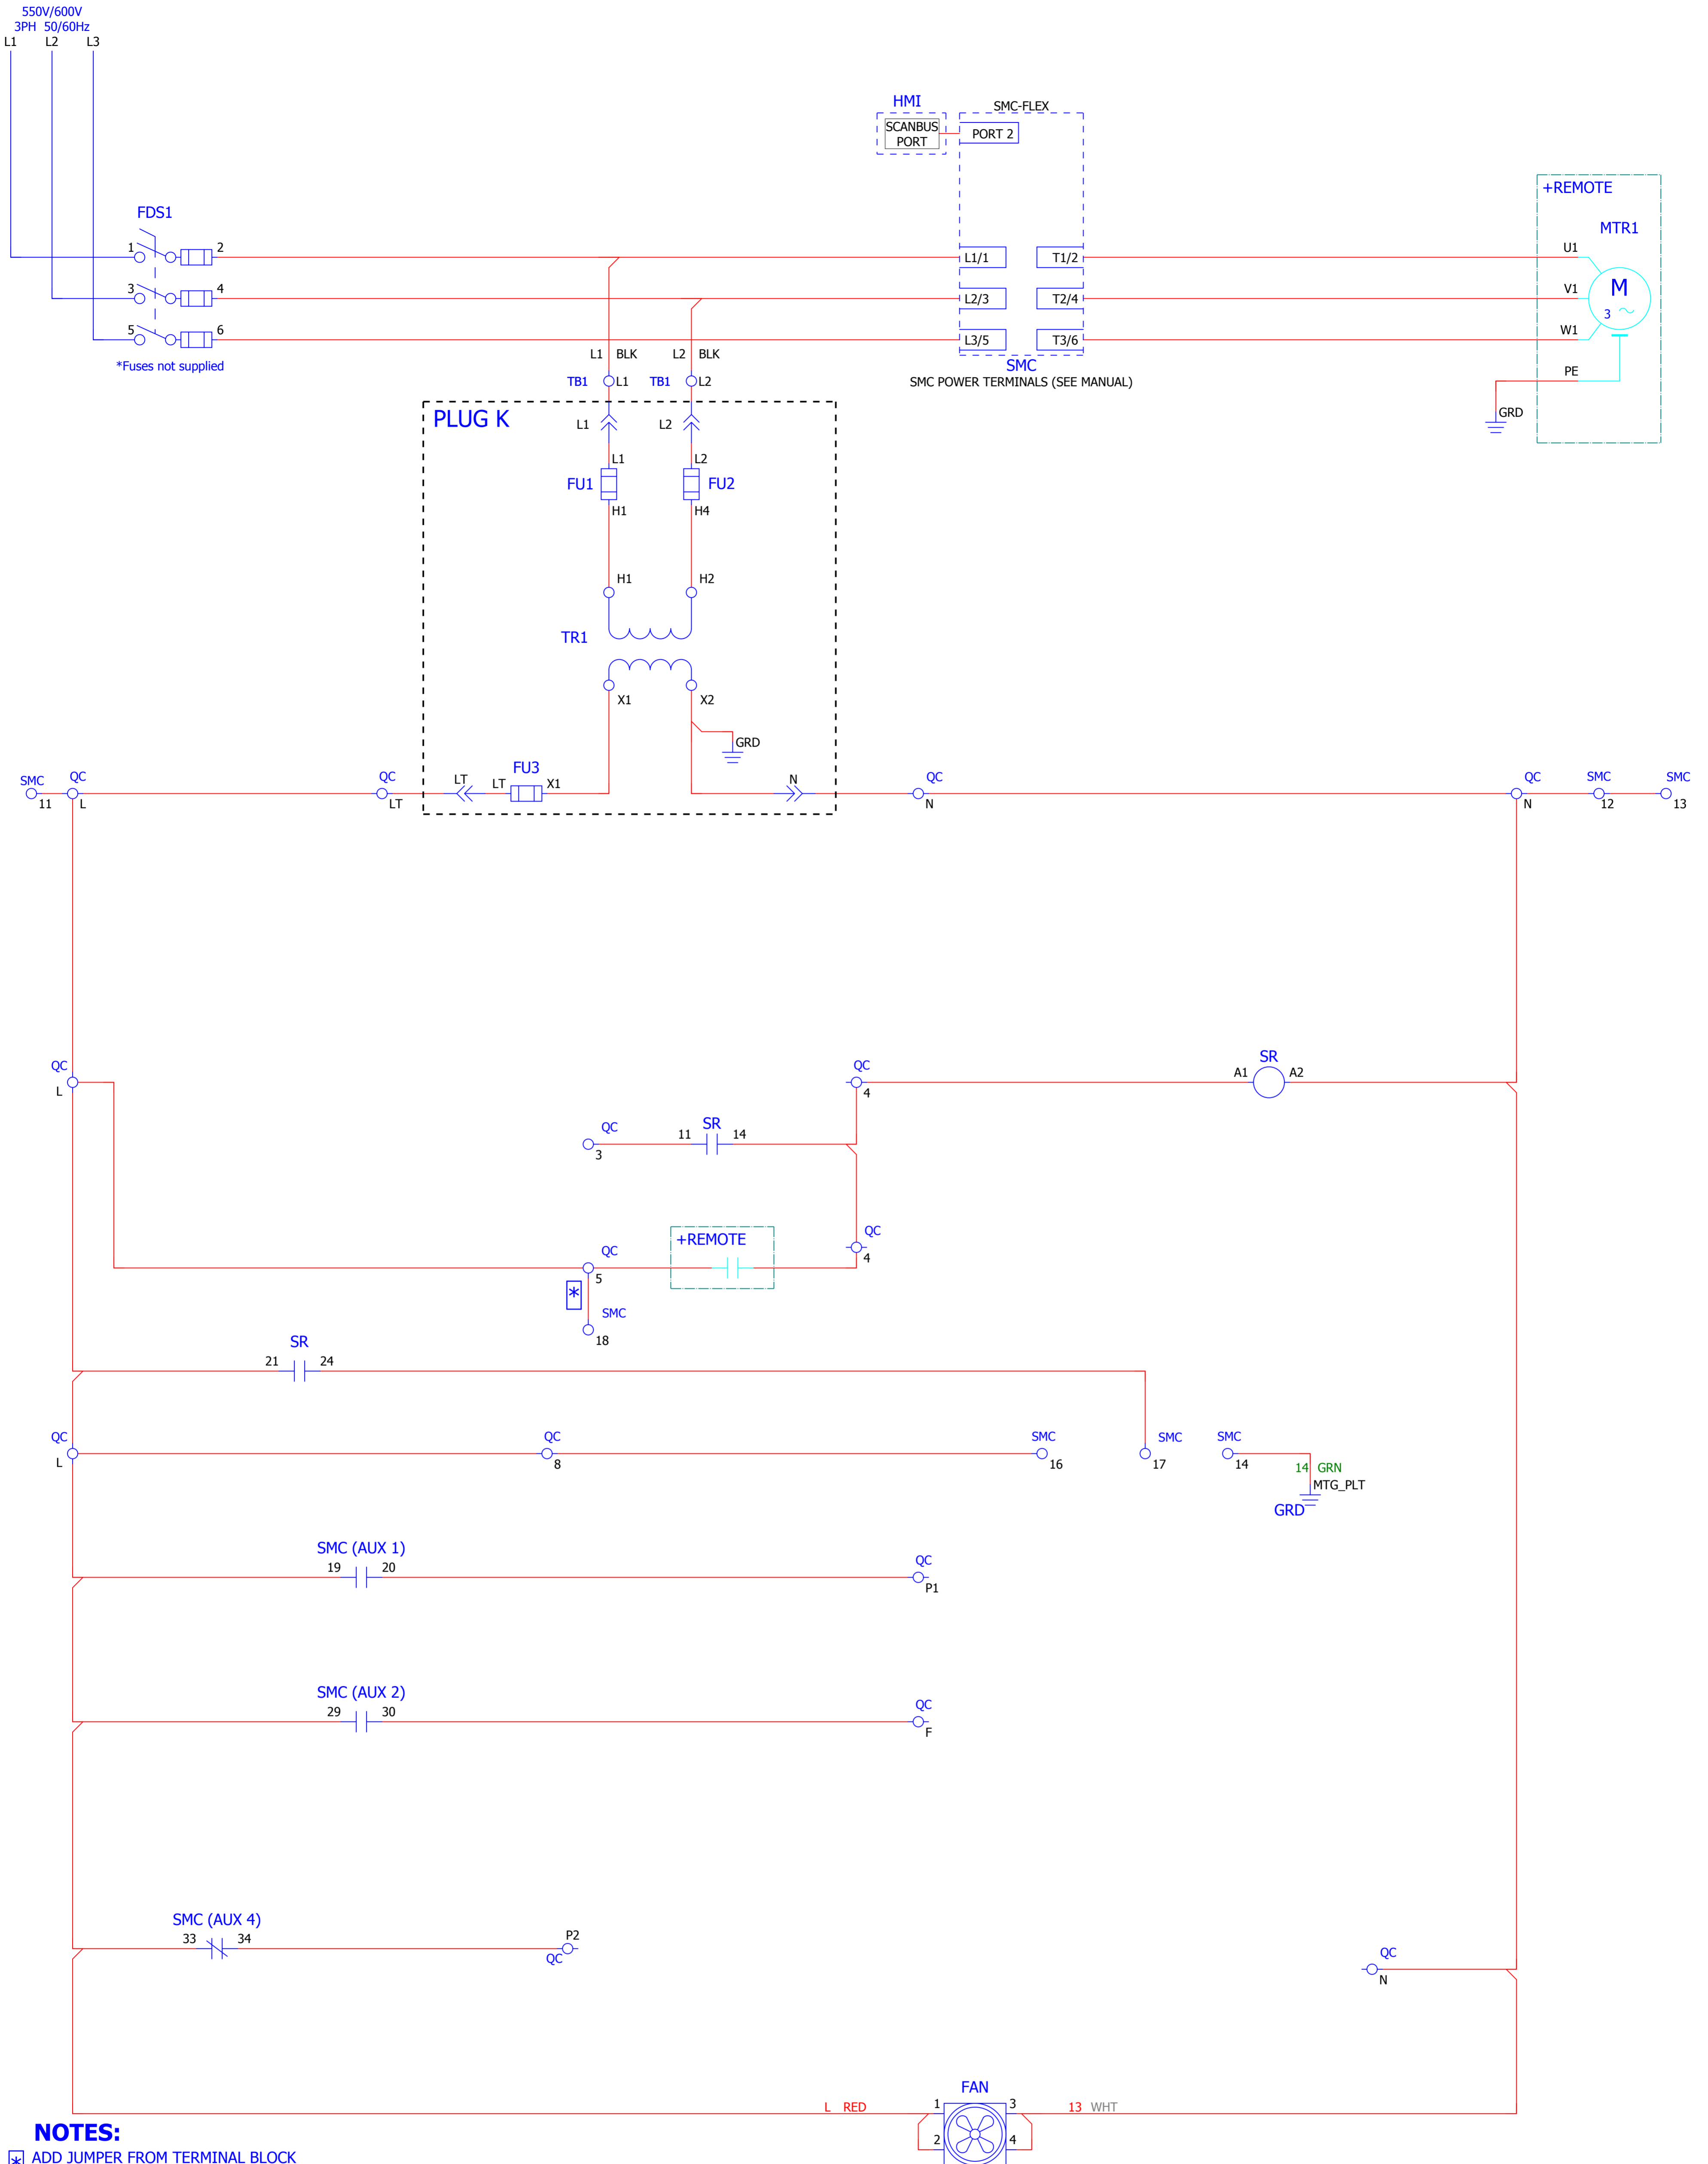 550V/600V
3PH 50/60Hz
L1 L2 L3
HMI
SMC-FLEX
SCANBUS
PORT
PORT 2
+REMOTE
MTR1
FDS1
1 2
3 4
5 6
*Fuses not supplied
L1/1 T1/2
L2/3 T2/4
L3/5 T3/6
SMC
SMC POWER TERMINALS (SEE MANUAL)
U1
V1
W1
PE
M
3
GRD
L1 BLK L2 BLK
TB1 L1 TB1 L2
PLUG K
L1 L2
L1 L2
FU1 FU2
H1 H4
H1 H2
TR1
X1 X2
GRD
FU3
SMC QC QC LT LT X1 N QC QC SMC SMC
11 L LT N N 12 13
QC
L
QC
4
SR
A1 A2
QC
3
SR
11 14
QC
4
+REMOTE
QC
5
*
SMC
18
SR
21 24
QC QC SMC SMC SMC
L 8 16 17 14
14 GRN
MTG_PLT
GRD
SMC (AUX 1)
19 20
QC
P1
SMC (AUX 2)
29 30
QC
F
SMC (AUX 4)
33 34
P2
QC
QC
N
FAN
L RED 1 3 13 WHT
2 4
NOTES:
* ADD JUMPER FROM TERMINAL BLOCK